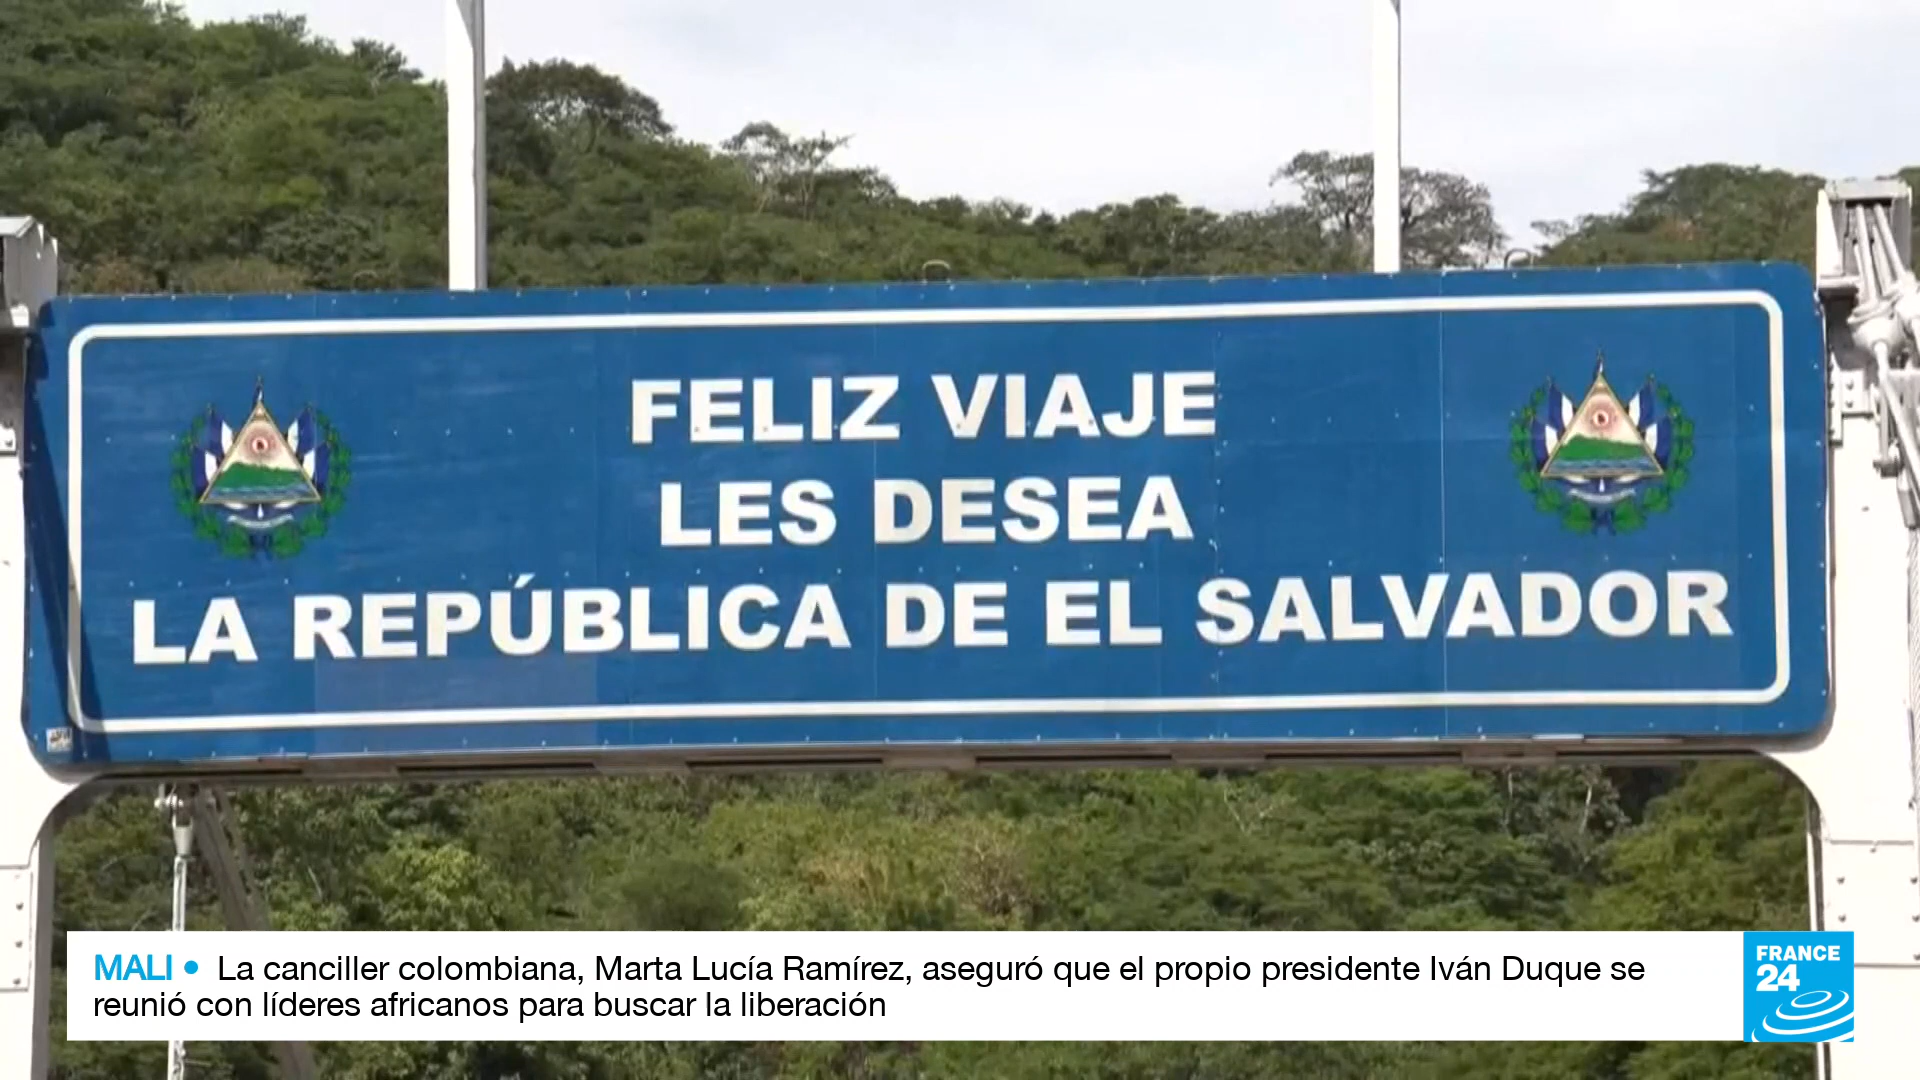 FELIZ VIAJE
LES DESEA
LA REPÚBLICA DE EL SALVADOR
MALI • La canciller colombiana, Marta Lucía Ramírez, aseguró que el propio presidente Iván Duque se
reunió con líderes africanos para buscar la liberación
FRANCE
24